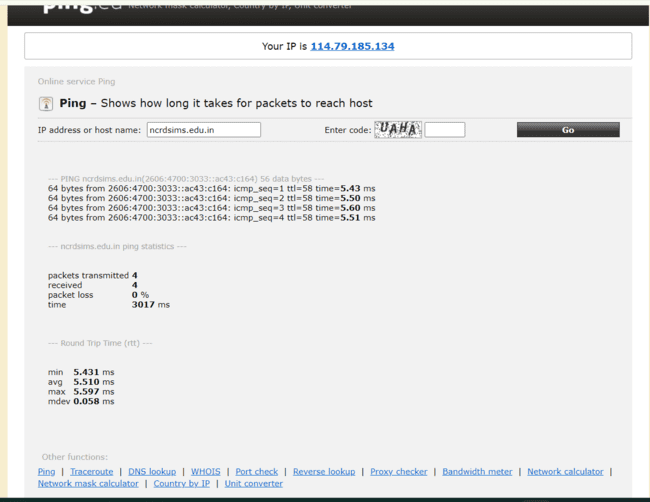 ping.eu Network mask calculator, Country by IP, Unit converter
Your IP is 114.79.185.134
Online service Ping
Ping – Shows how long it takes for packets to reach host
IP address or host name: ncrdsims.edu.in Enter code: UAHA Go
--- PING ncrdsims.edu.in(2606:4700:3033::ac43:c164) 56 data bytes ---
64 bytes from 2606:4700:3033::ac43:c164: icmp_seq=1 ttl=58 time=5.43 ms
64 bytes from 2606:4700:3033::ac43:c164: icmp_seq=2 ttl=58 time=5.50 ms
64 bytes from 2606:4700:3033::ac43:c164: icmp_seq=3 ttl=58 time=5.60 ms
64 bytes from 2606:4700:3033::ac43:c164: icmp_seq=4 ttl=58 time=5.51 ms
--- ncrdsims.edu.in ping statistics ---
packets transmitted 4
received 4
packet loss 0 %
time 3017 ms
--- Round Trip Time (rtt) ---
min 5.431 ms
avg 5.510 ms
max 5.597 ms
mdev 0.058 ms
Other functions:
Ping | Traceroute | DNS lookup | WHOIS | Port check | Reverse lookup | Proxy checker | Bandwidth meter | Network calculator |
Network mask calculator | Country by IP | Unit converter